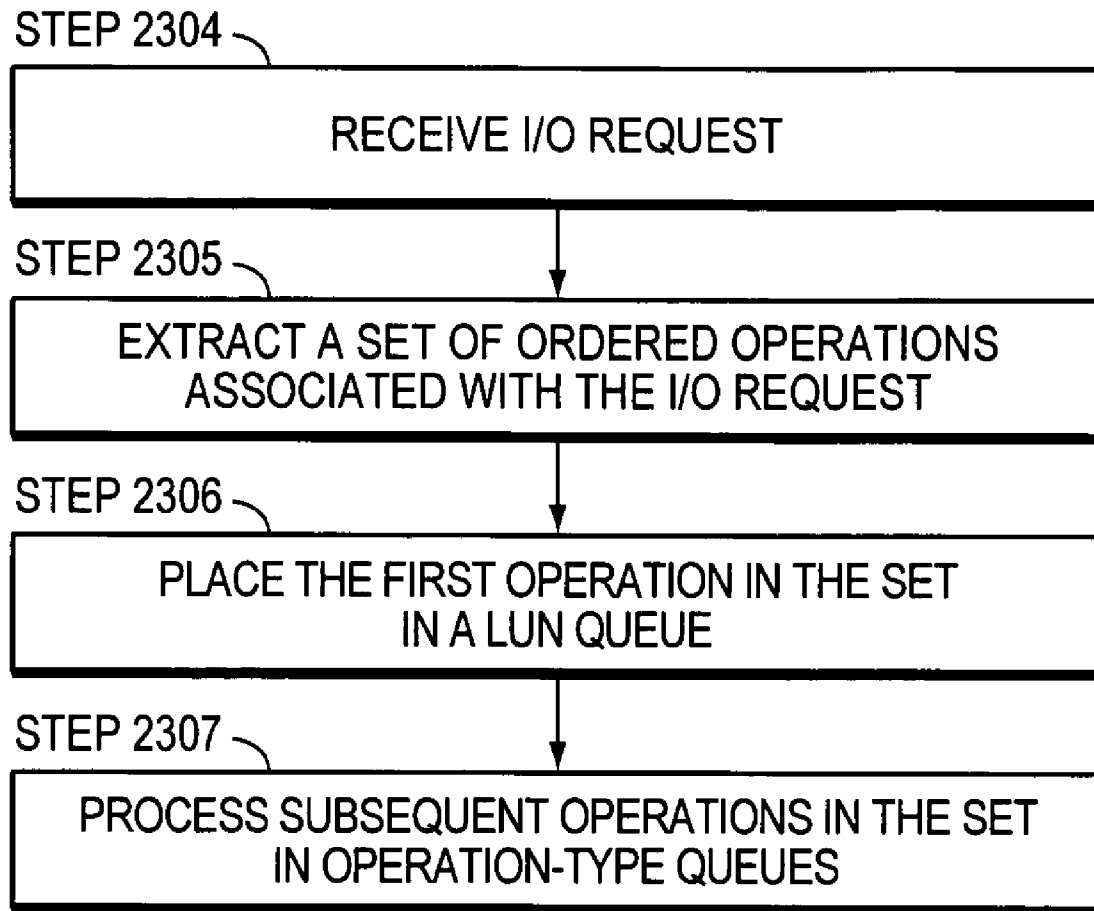 STEP 2304
RECEIVE I/O REQUEST
STEP 2305
EXTRACT A SET OF ORDERED OPERATIONS
ASSOCIATED WITH THE I/O REQUEST
STEP 2306
PLACE THE FIRST OPERATION IN THE SET
IN A LUN QUEUE
STEP 2307
PROCESS SUBSEQUENT OPERATIONS IN THE SET
IN OPERATION-TYPE QUEUES